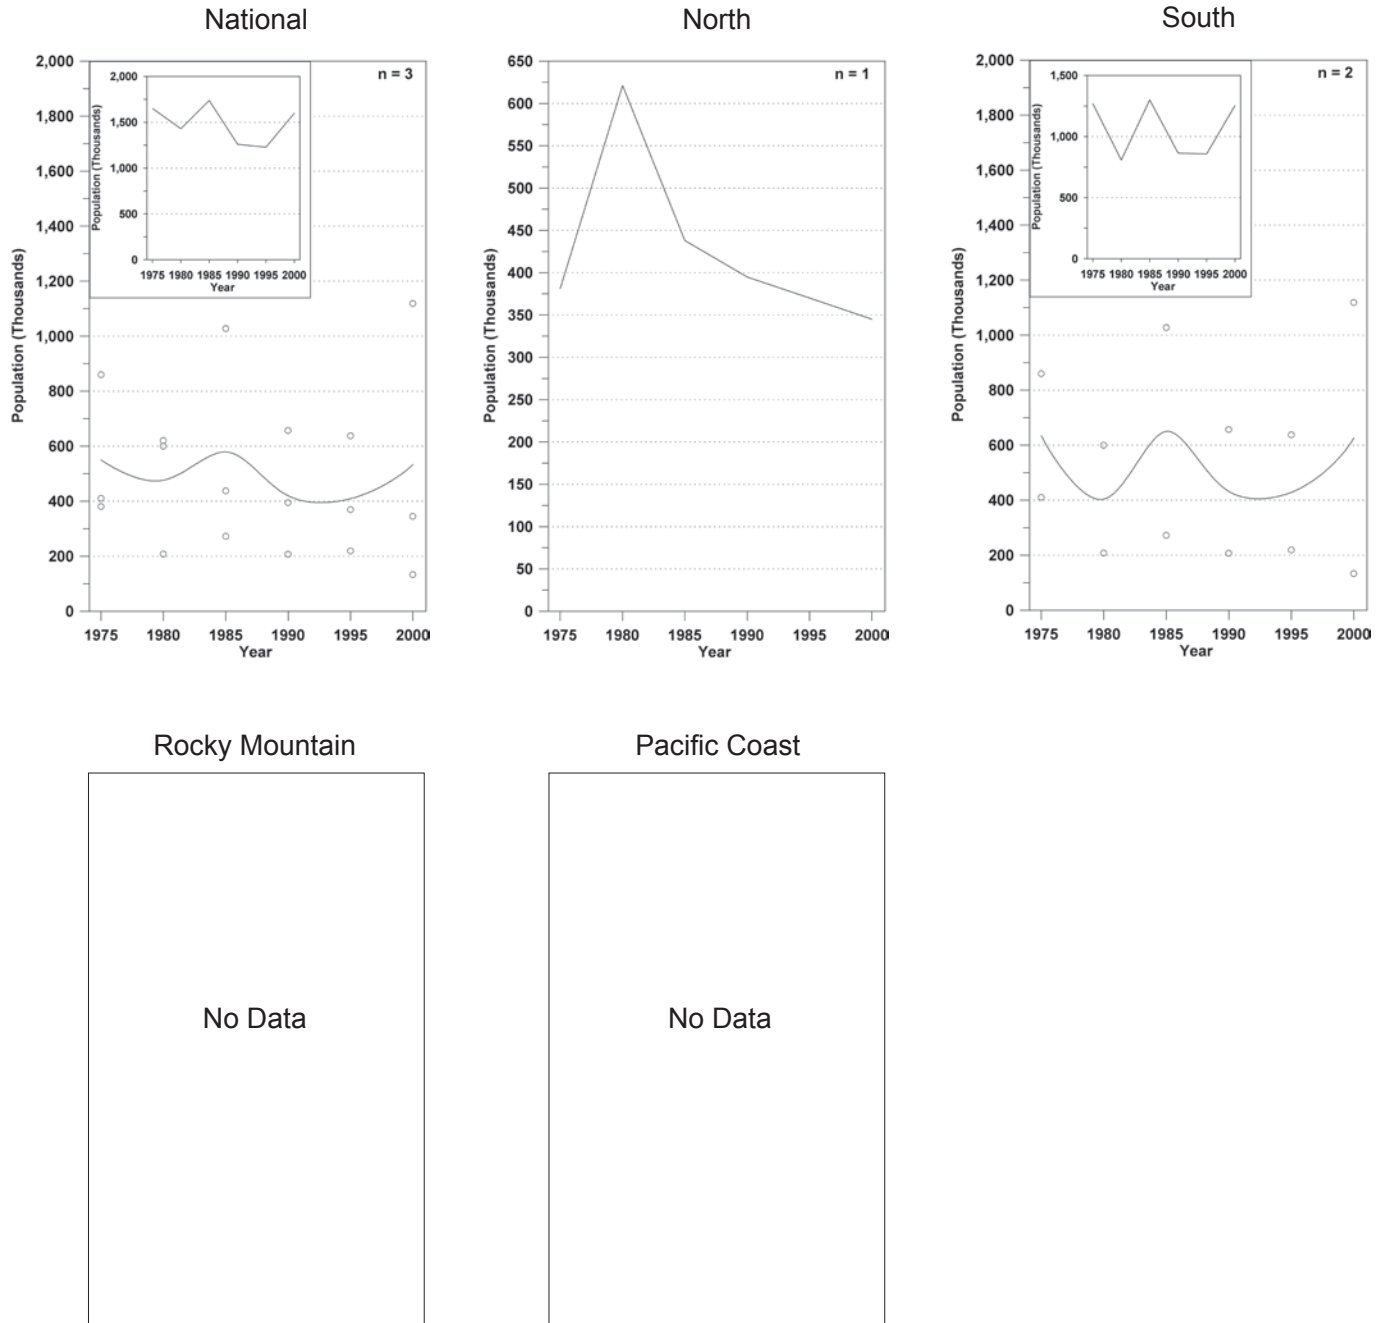 National
North
South
2,000
1,800
1,600
1,400
1,200
1,000
800
600
400
200
0
Population (Thousands)
1975 1980 1985 1990 1995 2000
Year
n = 3
2,000
1,500
1,000
500
0
Population (Thousands)
1975 1980 1985 1990 1995 2000
Year
650
600
550
500
450
400
350
300
250
200
150
100
50
0
Population (Thousands)
1975 1980 1985 1990 1995 2000
Year
n = 1
2,000
1,800
1,600
1,400
1,200
1,000
800
600
400
200
0
Population (Thousands)
1975 1980 1985 1990 1995 2000
Year
n = 2
1,500
1,000
500
0
Population (Thousands)
1975 1980 1985 1990 1995 2000
Year
Rocky Mountain
Pacific Coast
No Data
No Data